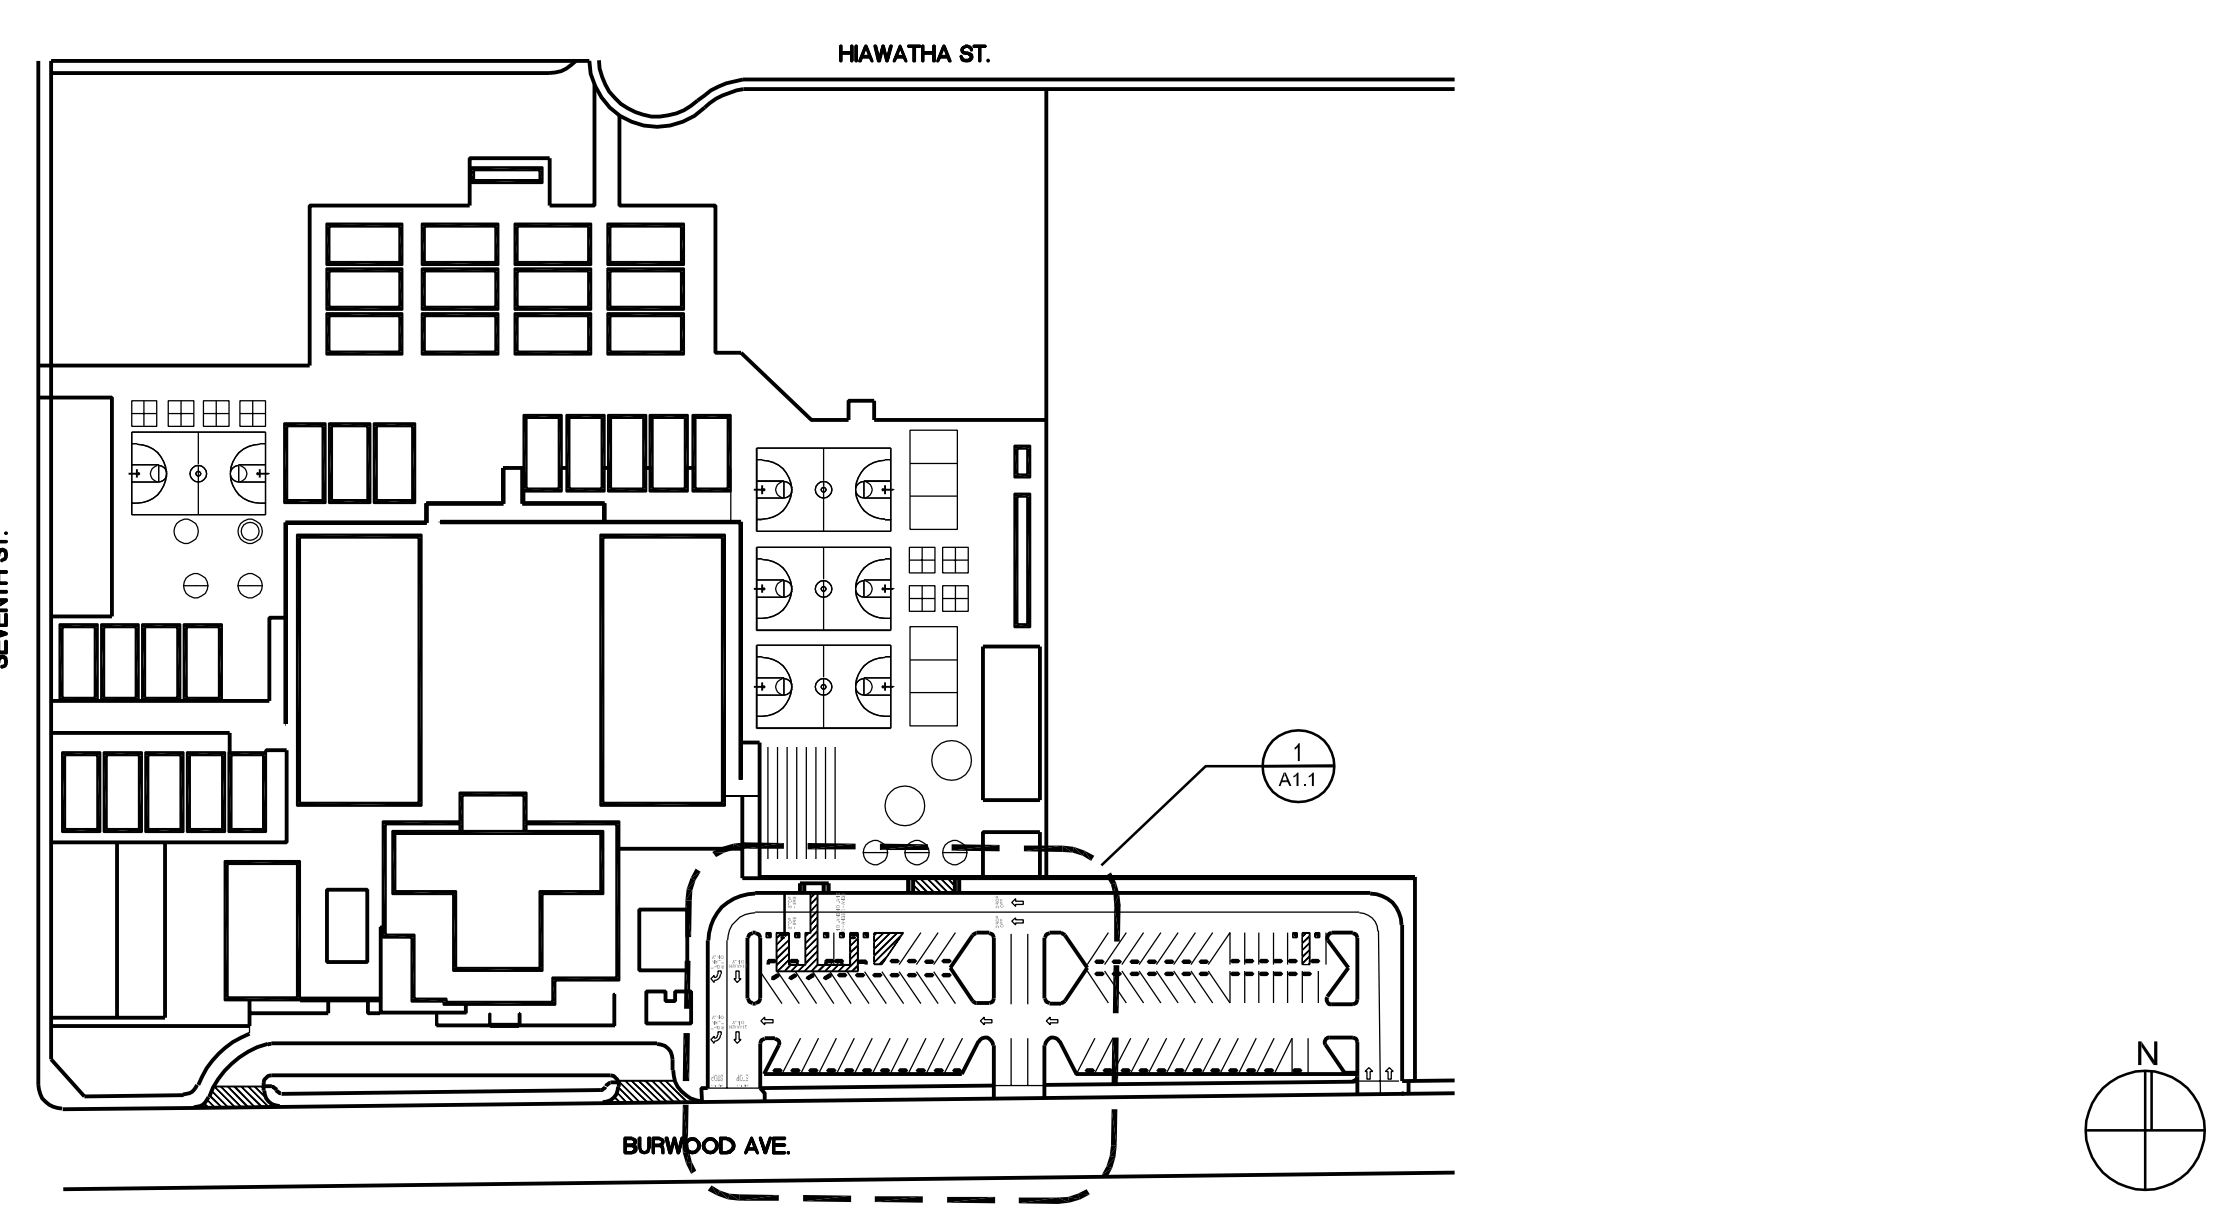 HIAWATHA ST.
SEVENTH ST.
1
A1.1
N
BURWOOD AVE.